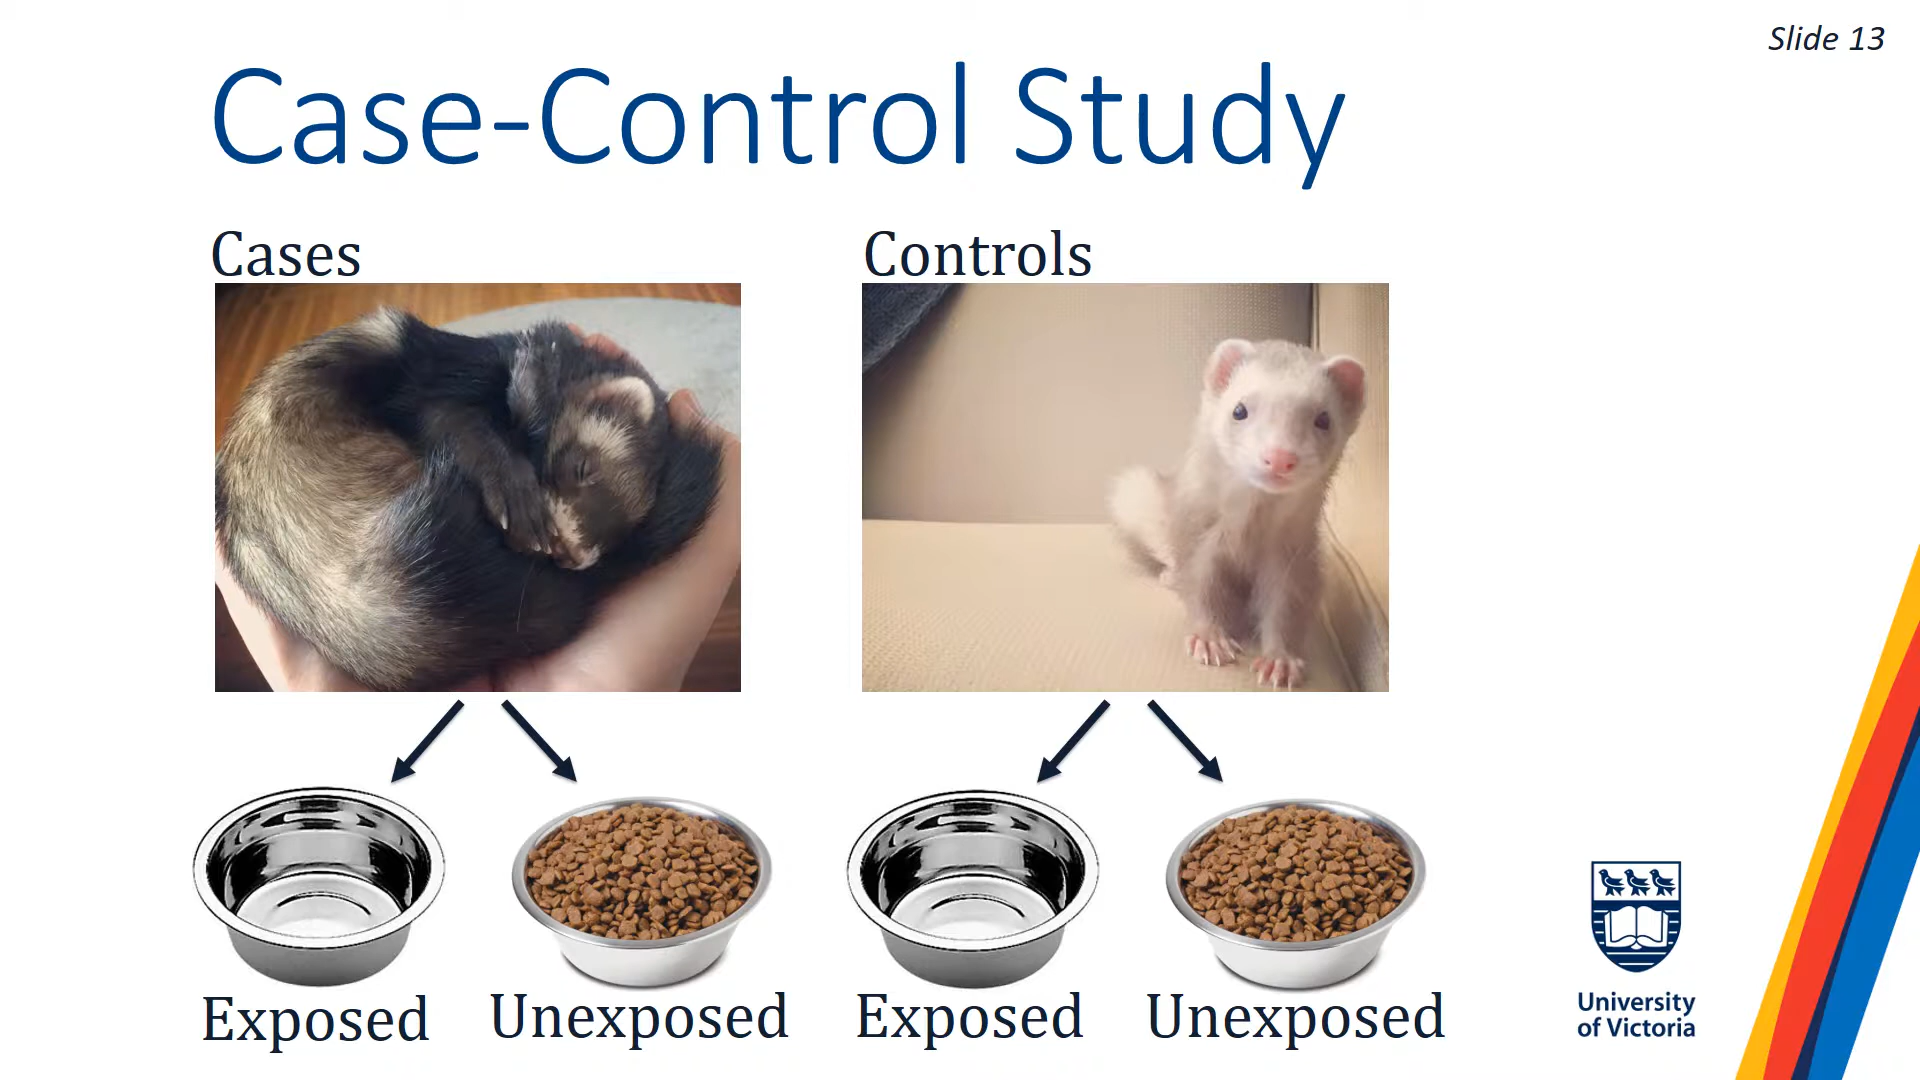 Slide 13
Case-Control Study
Cases
Controls
Exposed
Unexposed
Exposed
Unexposed
University
of Victoria